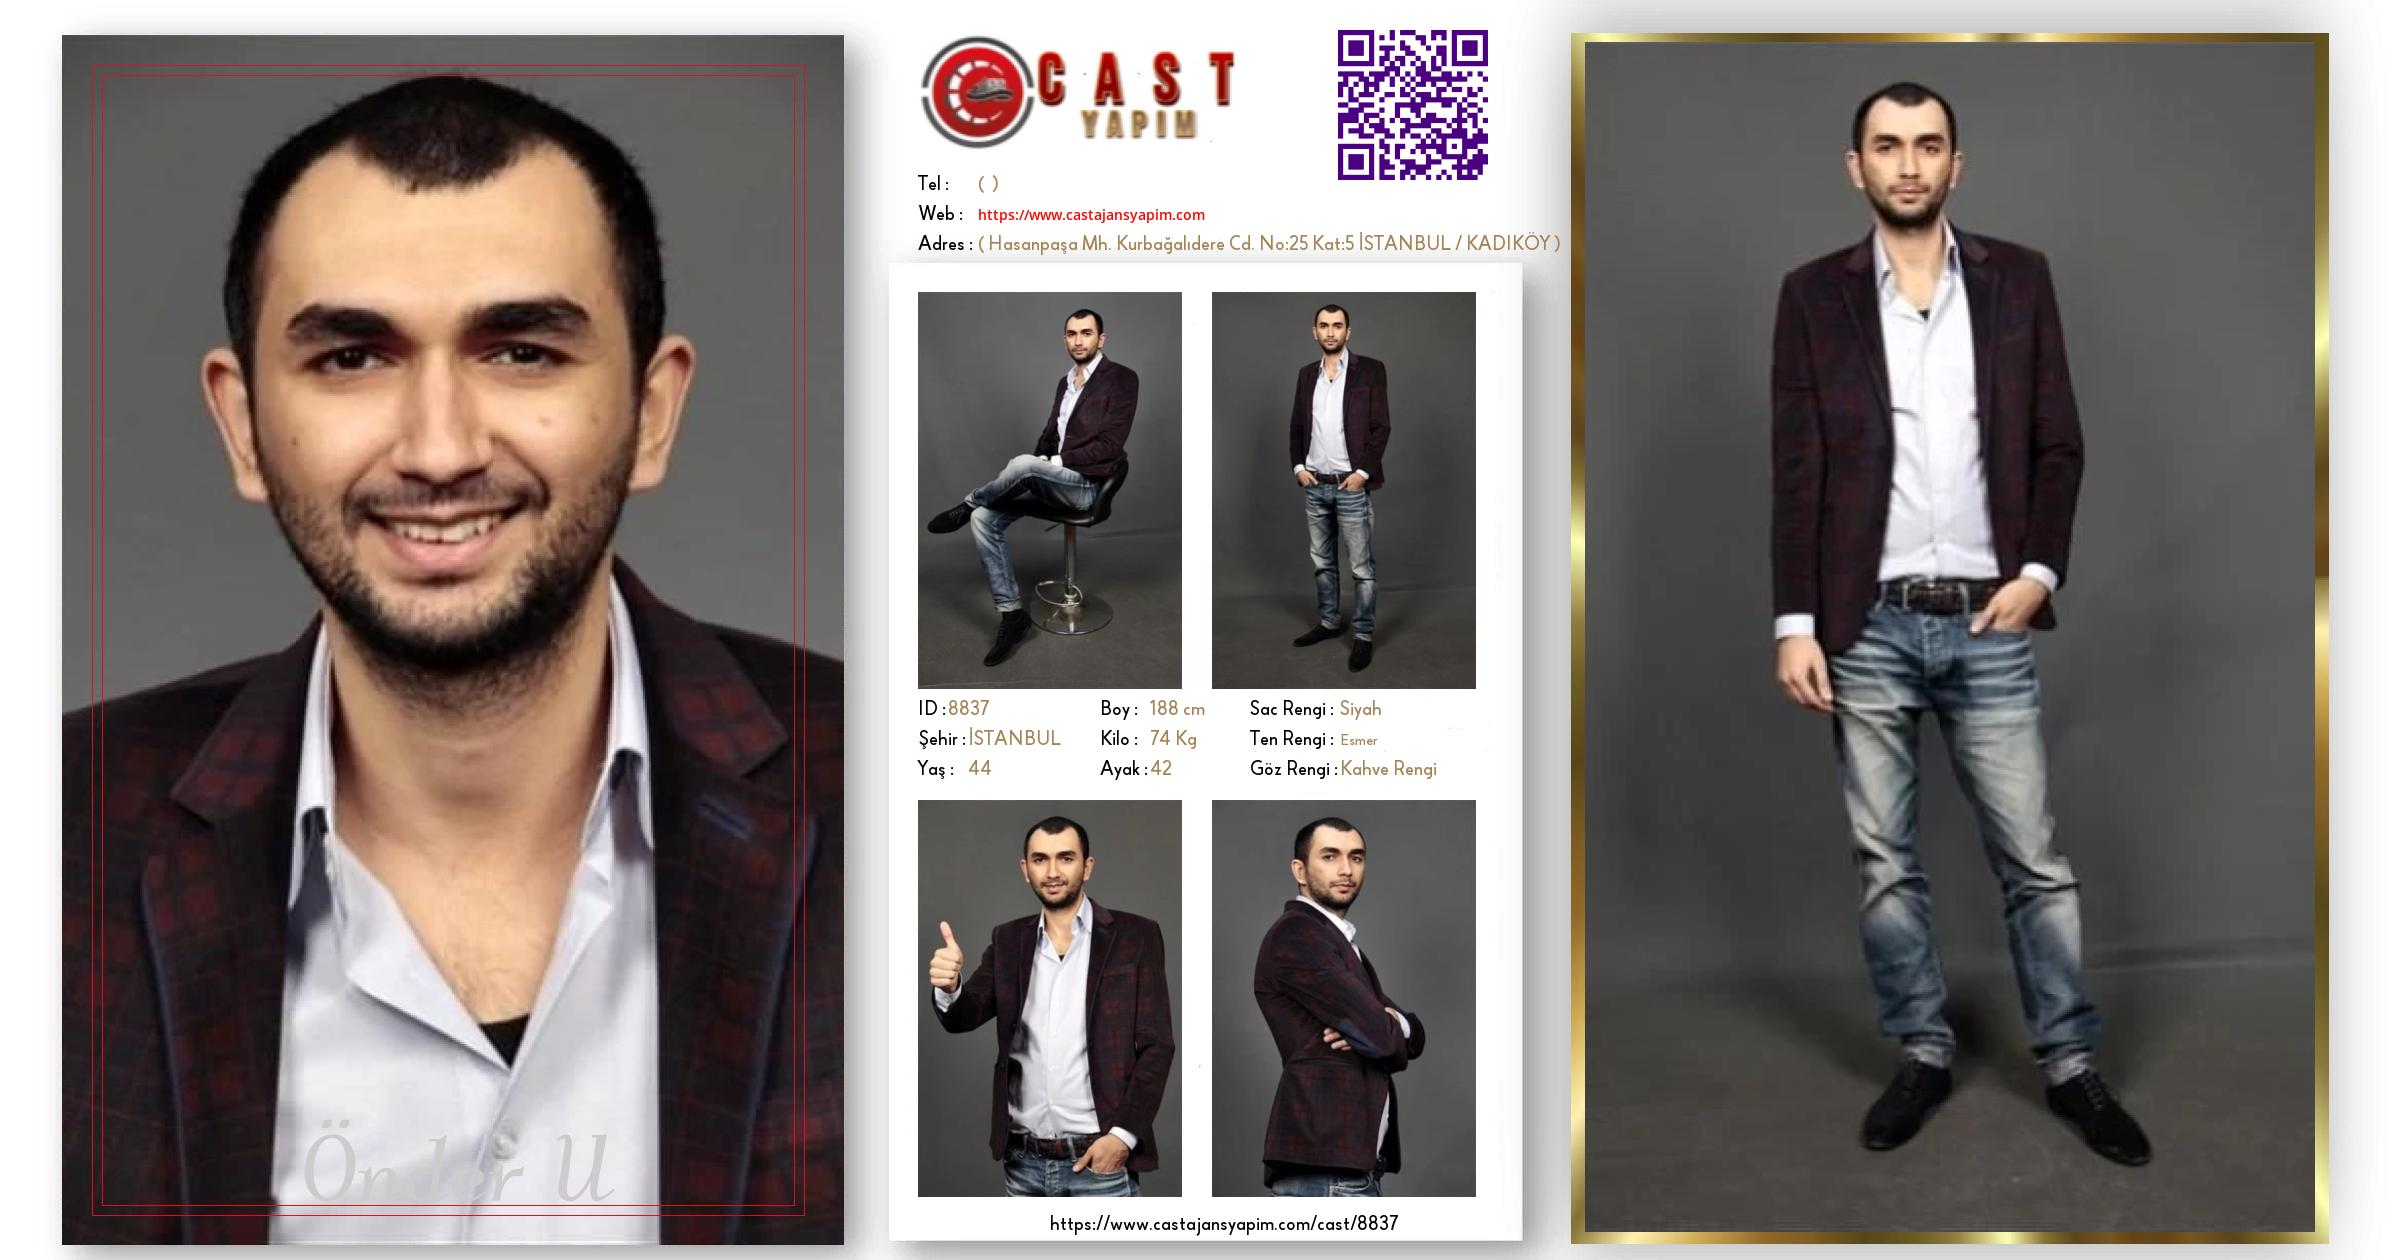 CAST
YAPIM
Tel : ( )
Web : https://www.castajansyapim.com
Adres : ( Hasanpaşa Mh. Kurbağalıdere Cd. No:25 Kat:5 İSTANBUL / KADIKÖY )
ID : 8837 Boy : 188 cm Sac Rengi : Siyah
Şehir : İSTANBUL Kilo : 74 Kg Ten Rengi : Esmer
Yaş : 44 Ayak : 42 Göz Rengi : Kahve Rengi
Önder U
https://www.castajansyapim.com/cast/8837